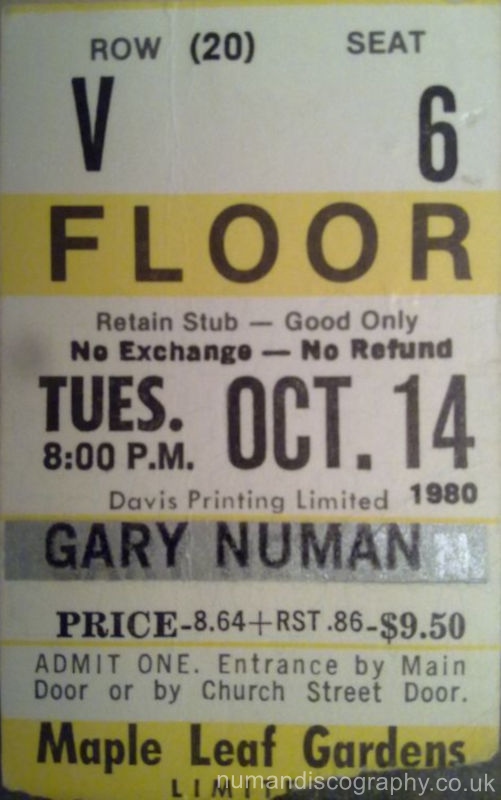 ROW (20) SEAT
V 6
FLOOR
Retain Stub — Good Only
No Exchange — No Refund
TUES. OCT. 14
8:00 P.M.
Davis Printing Limited 1980
GARY NUMAN
PRICE-8.64+RST.86-$9.50
ADMIT ONE. Entrance by Main
Door or by Church Street Door.
Maple Leaf Gardens
numandiscography.co.uk